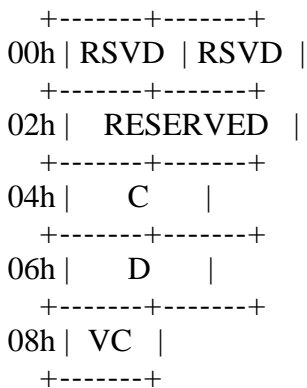 +-------+-------+
00h | RSVD | RSVD |
+-------+-------+
02h | RESERVED |
+-------+-------+
04h | C |
+-------+-------+
06h | D |
+-------+-------+
08h | VC |
+-------+